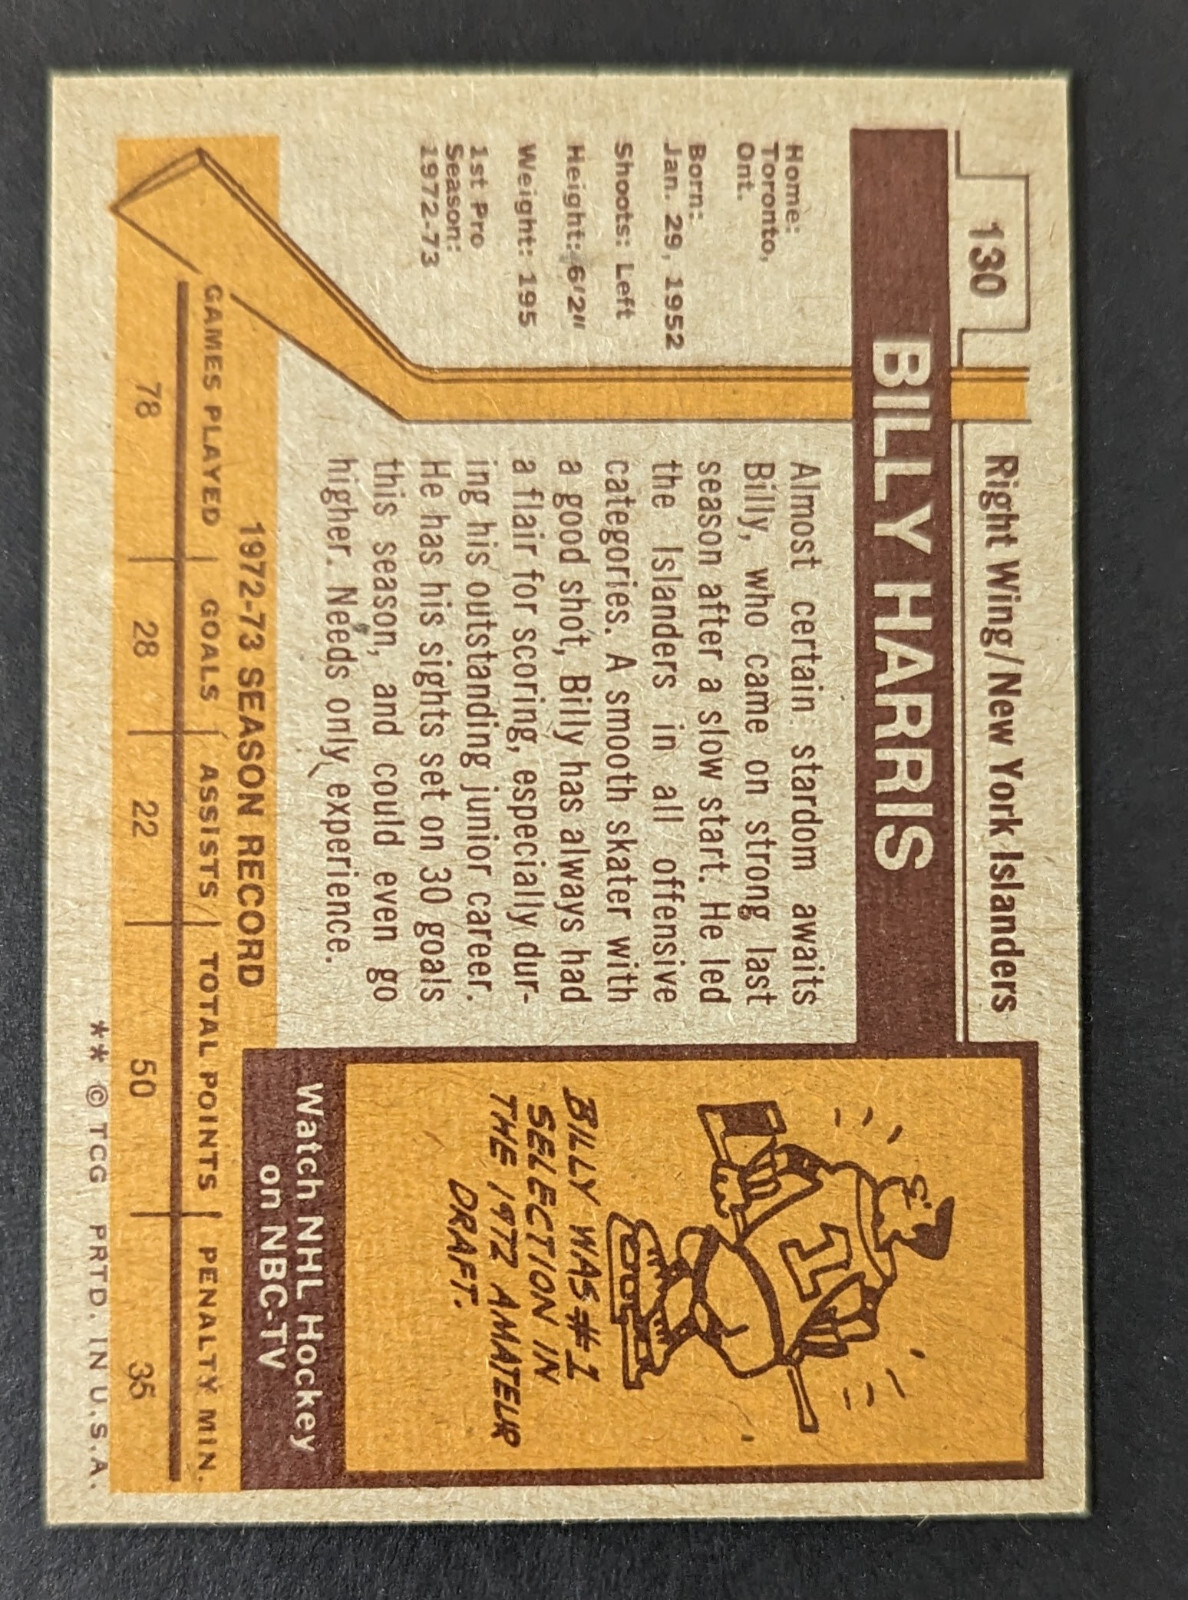 130
Right Wing/New York Islanders
BILLY HARRIS
Home:
Toronto,
Ont.
Born:
Jan. 29, 1952
Shoots: Left
Height: 6'2"
Weight: 195
1st Pro
Season:
1972-73
Almost certain stardom awaits
Billy, who came on strong last
season after a slow start. He led
the Islanders in all offensive
categories. A smooth skater with
a good shot, Billy has always had
a flair for scoring, especially dur-
ing his outstanding junior career.
He has his sights set on 30 goals
this season, and could even go
higher. Needs only experience.
1
BILLY WAS #1
SELECTION IN
THE 1972 AMATEUR
DRAFT.
Watch NHL Hockey
on NBC-TV
1972-73 SEASON RECORD
GAMES PLAYED GOALS ASSISTS TOTAL POINTS PENALTY MIN.
78 28 22 50 35
** © TCG PRTD. IN U.S.A.